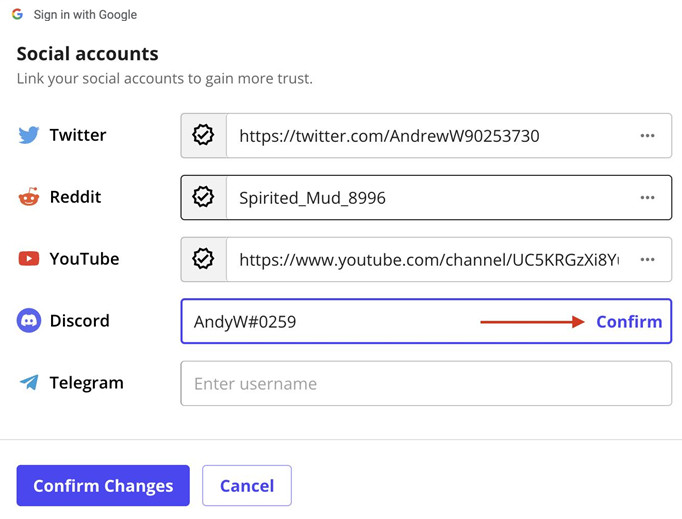 Sign in with Google
Social accounts
Link your social accounts to gain more trust.
Twitter https://twitter.com/AndrewW90253730
Reddit Spirited_Mud_8996
YouTube https://www.youtube.com/channel/UC5KRGzXi8Y
Discord AndyW#0259 Confirm
Telegram Enter username
Confirm Changes Cancel